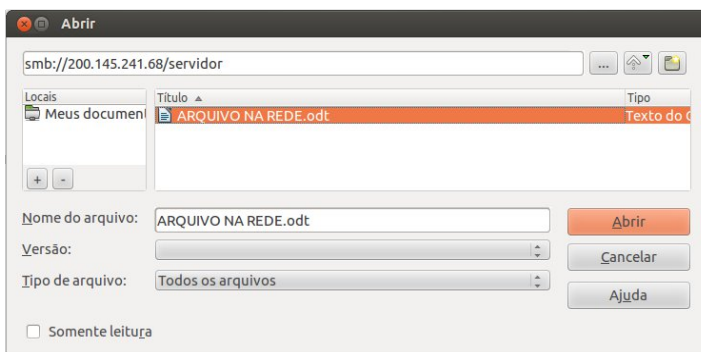 Abrir
smb://200.145.241.68/servidor
...
Locais
Título Tipo
Meus document
ARQUIVO NA REDE.odt Texto do
+ -
Nome do arquivo: ARQUIVO NA REDE.odt Abrir
Versão: Cancelar
Tipo de arquivo: Todos os arquivos
Ajuda
Somente leitura